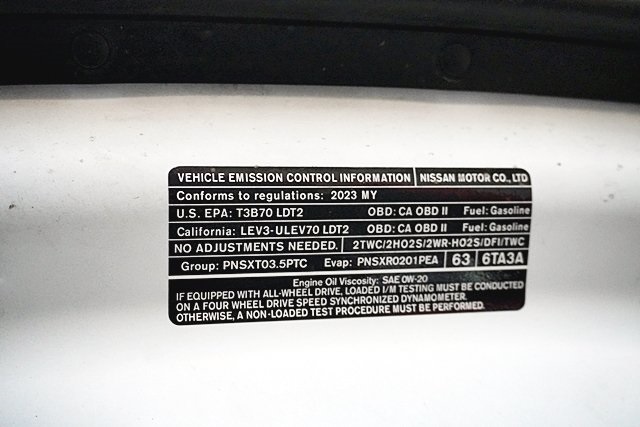 VEHICLE EMISSION CONTROL INFORMATION NISSAN MOTOR CO., LTD
Conforms to regulations: 2023 MY
U.S. EPA: T3B70 LDT2 OBD: CA OBD II Fuel: Gasoline
California: LEV3-ULEV70 LDT2 OBD: CA OBD II Fuel: Gasoline
NO ADJUSTMENTS NEEDED. 2TWC/2HO2S/2WR-HO2S/DFI/TWC
Group: PNSXT03.5PTC Evap: PNSXR0201PEA 63 6TA3A
Engine Oil Viscosity: SAE 0W-20
IF EQUIPPED WITH ALL-WHEEL DRIVE, LOADED I/M TESTING MUST BE CONDUCTED
ON A FOUR WHEEL DRIVE SPEED SYNCHRONIZED DYNAMOMETER.
OTHERWISE, A NON-LOADED TEST PROCEDURE MUST BE PERFORMED.